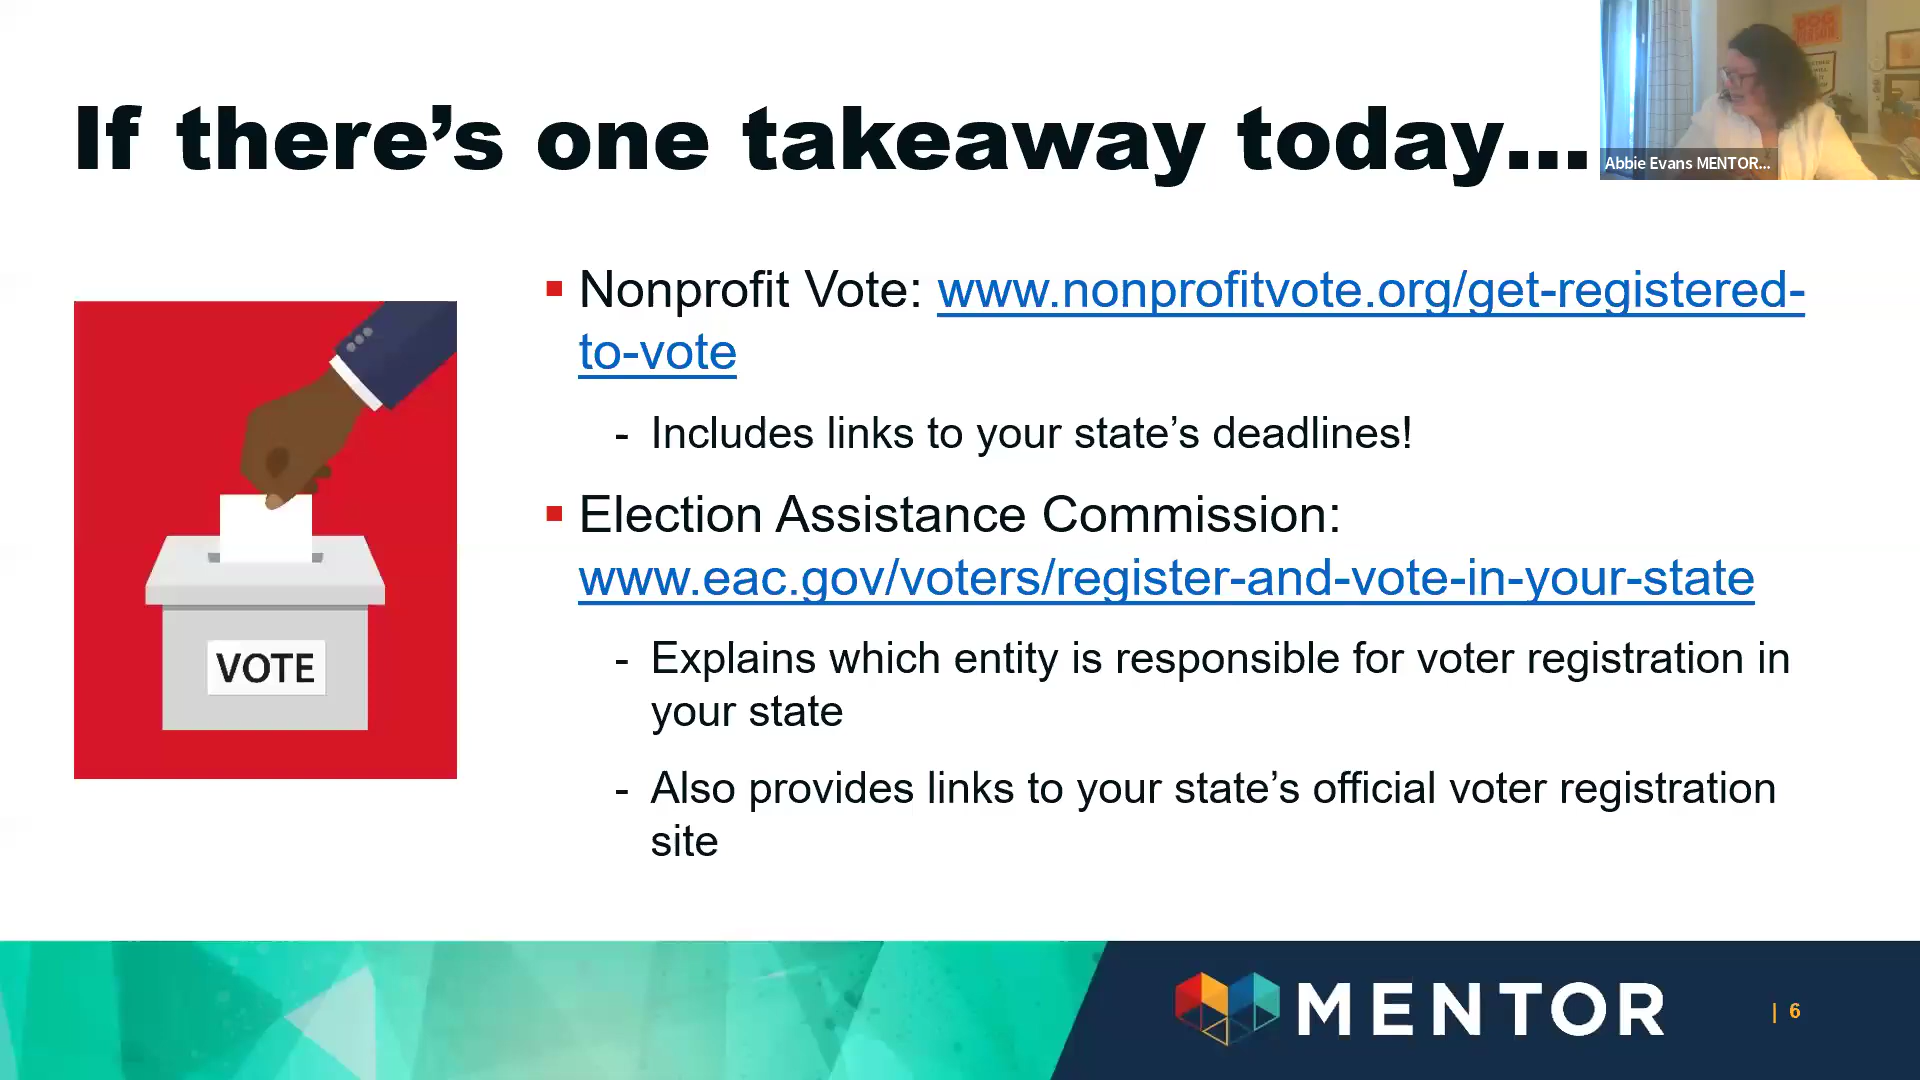 If there’s one takeaway today...
Abbie Evans MENTOR...
▪ Nonprofit Vote: www.nonprofitvote.org/get-registered-
to-vote
- Includes links to your state’s deadlines!
▪ Election Assistance Commission:
www.eac.gov/voters/register-and-vote-in-your-state
- Explains which entity is responsible for voter registration in
your state
- Also provides links to your state’s official voter registration
site
VOTE
MENTOR
| 6